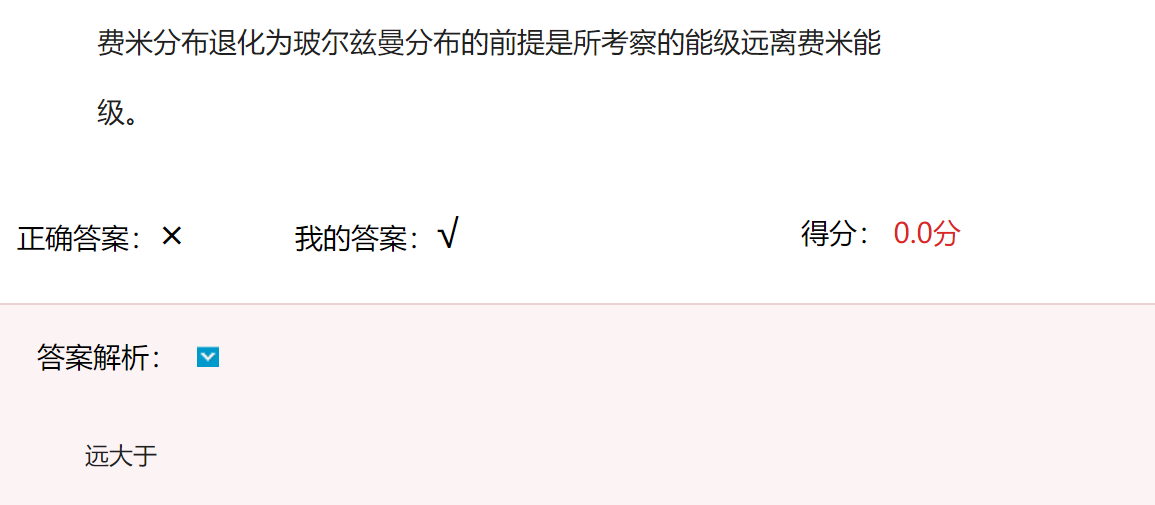 费米分布退化为玻尔兹曼分布的前提是所考察的能级远离费米能
级。
正确答案：× 我的答案：√ 得分： 0.0分
答案解析：
远大于